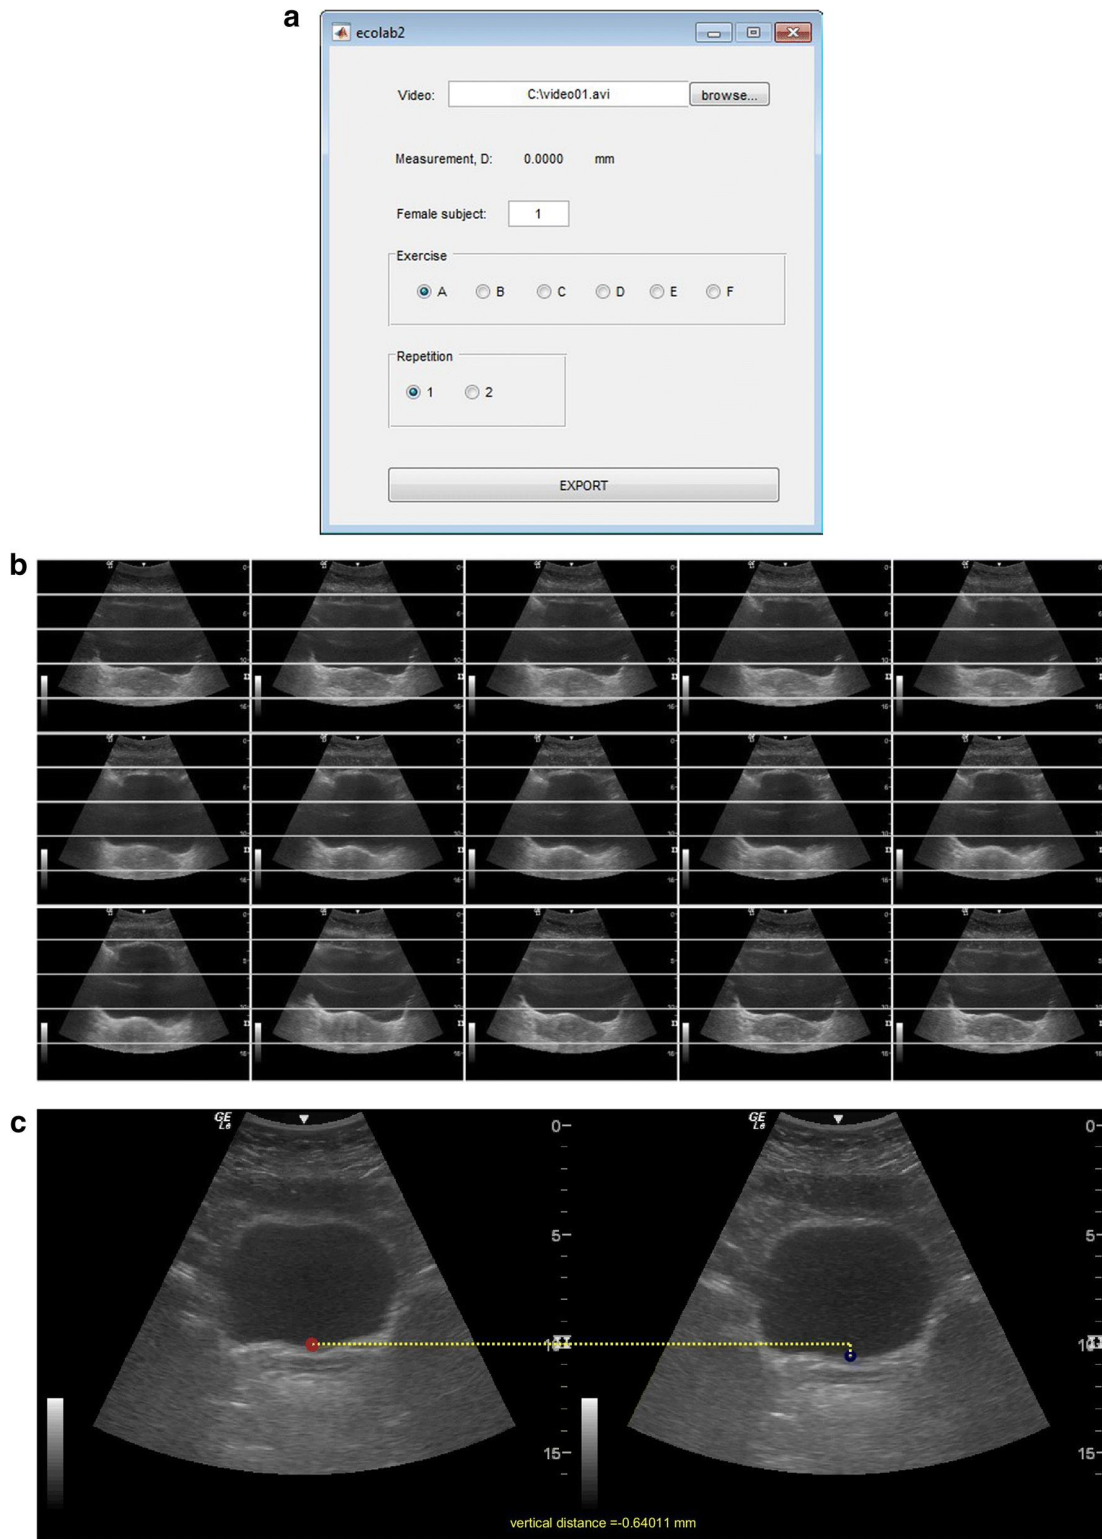 a
ecolab2
Video: C:\video01.avi browse...
Measurement, D: 0.0000 mm
Female subject: 1
Exercise
A B C D E F
Repetition
1 2
EXPORT
b
c
GE 0 GE 0
5 5
10 10
15 15
vertical distance =-0.64011 mm